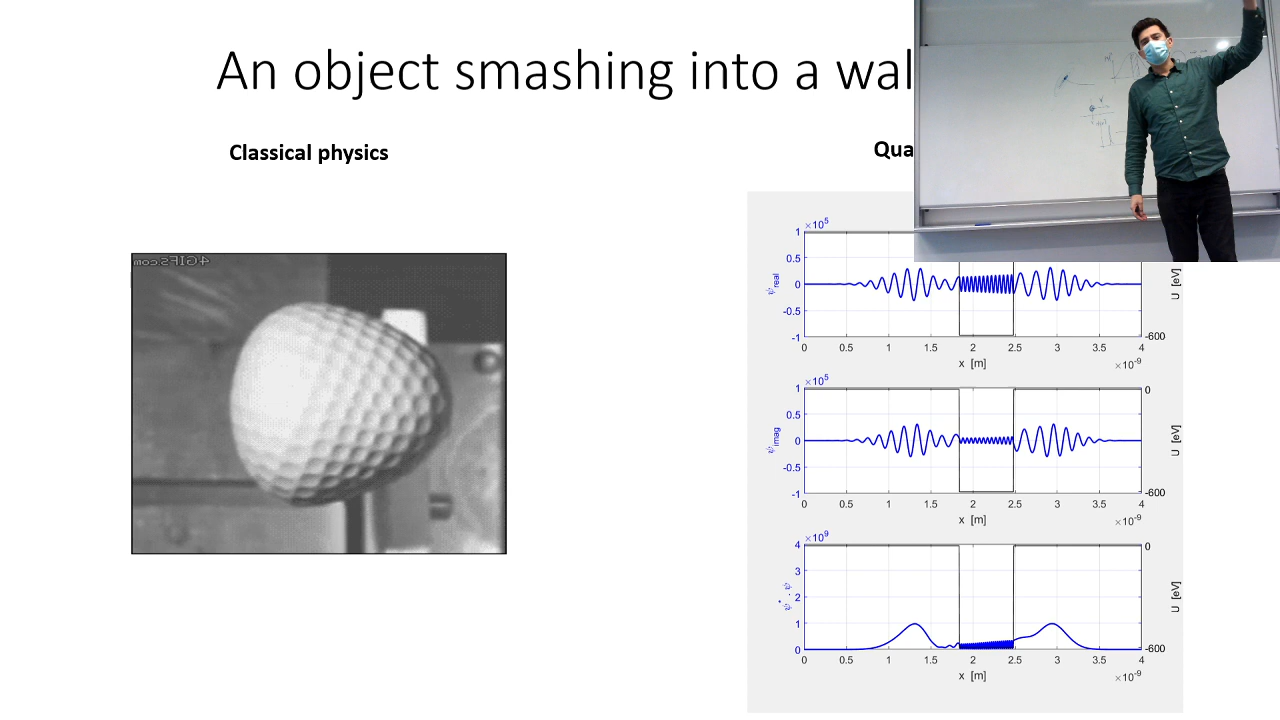 An object smashing into a wal
Classical physics
Qua
4GIFS.com
×10⁵
1
0.5
0
-0.5
-1
ψreal
U [eV]
-600
0 0.5 1 1.5 2 2.5 3 3.5 4
x [m]
×10⁻⁹
×10⁵
1
0.5
0
-0.5
-1
ψimag
0
U [eV]
-600
0 0.5 1 1.5 2 2.5 3 3.5 4
x [m]
×10⁻⁹
×10⁹
4
3
2
1
0
ψ* · ψ
0
U [eV]
-600
0 0.5 1 1.5 2 2.5 3 3.5 4
x [m]
×10⁻⁹